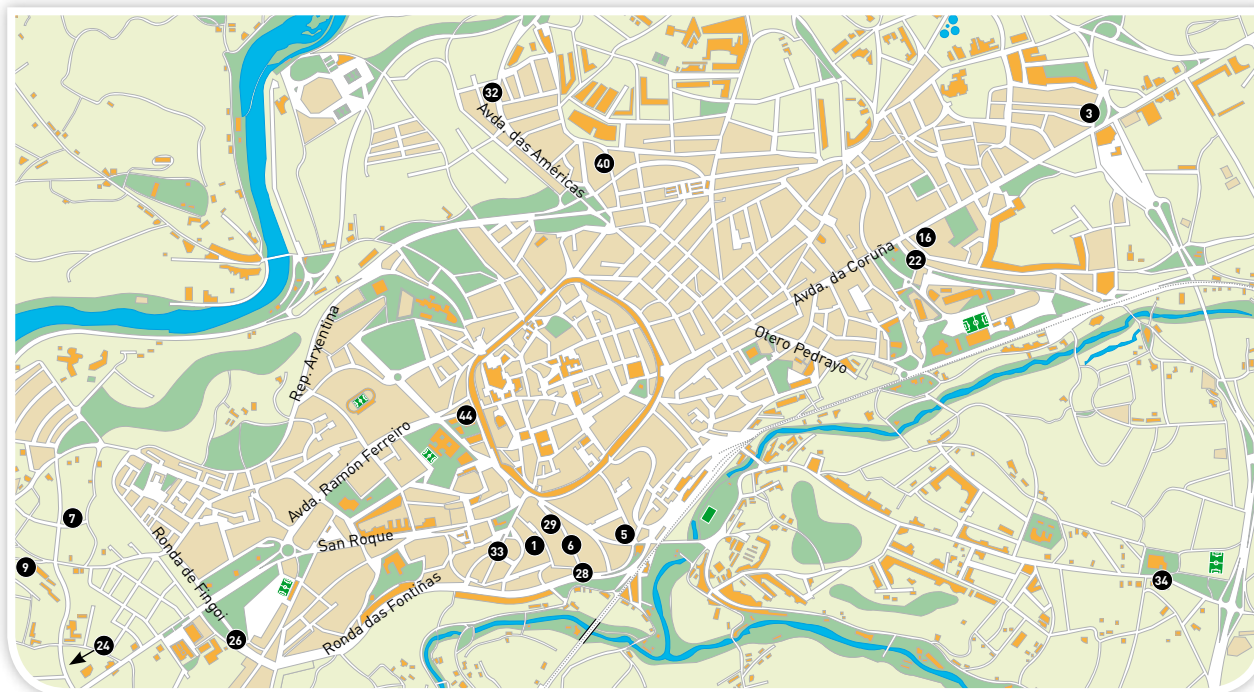 32
Avda. das Américas
3
40
16
22
Avda. da Coruña
Otero Pedrayo
Rep. Arxentina
44
Avda. Ramón Ferreiro
7
29
5
San Roque
1
6
33
9
Ronda de Fingoi
28
34
Ronda das Fontiñas
26
24